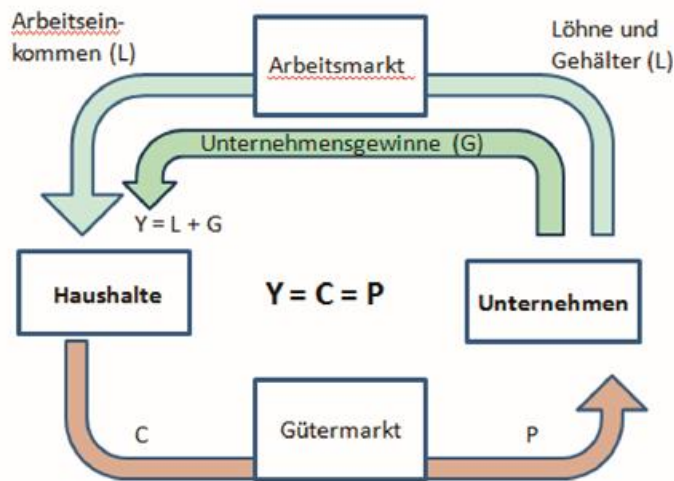 Arbeitsein-
kommen (L)
Arbeitsmarkt
Löhne und
Gehälter (L)
Unternehmensgewinne (G)
Y = L + G
Haushalte
Y = C = P
Unternehmen
C
Gütermarkt
P